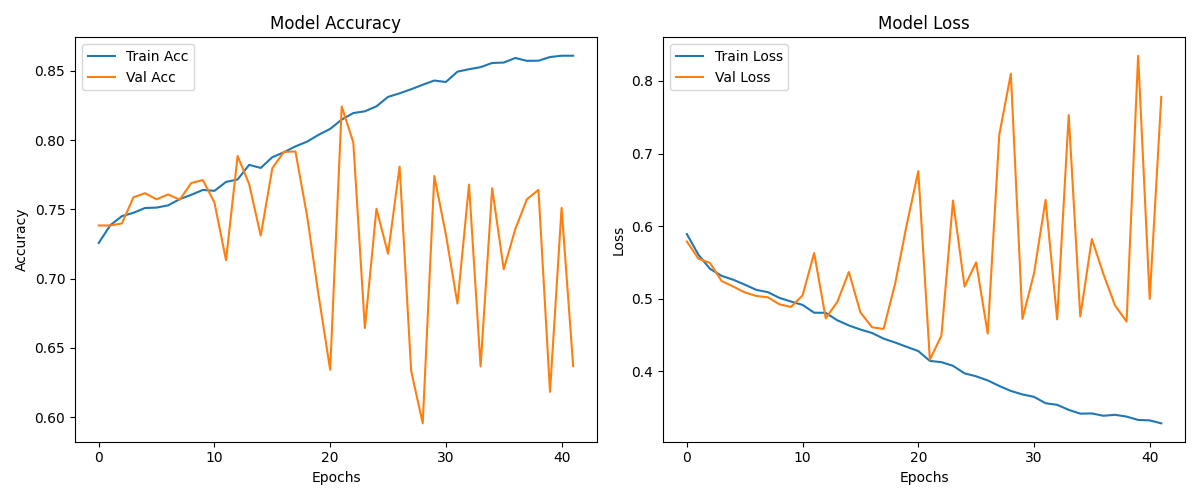 Model Accuracy
Train Acc
Val Acc
0.85
0.80
0.75
0.70
0.65
0.60
Accuracy
0 10 20 30 40
Epochs
Model Loss
Train Loss
Val Loss
0.8
0.7
0.6
0.5
0.4
Loss
0 10 20 30 40
Epochs